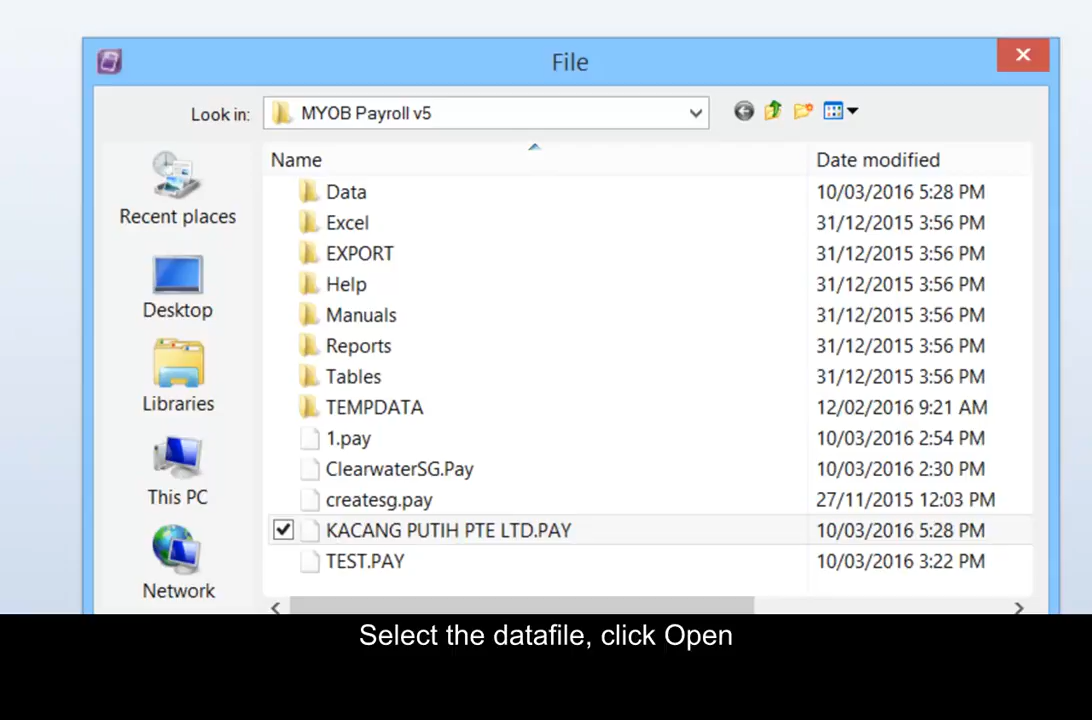 File
Look in: MYOB Payroll v5
Name Date modified
Data 10/03/2016 5:28 PM
Excel 31/12/2015 3:56 PM
EXPORT 31/12/2015 3:56 PM
Help 31/12/2015 3:56 PM
Manuals 31/12/2015 3:56 PM
Reports 31/12/2015 3:56 PM
Tables 31/12/2015 3:56 PM
TEMPDATA 12/02/2016 9:21 AM
1.pay 10/03/2016 2:54 PM
ClearwaterSG.Pay 10/03/2016 2:30 PM
createsg.pay 27/11/2015 12:03 PM
KACANG PUTIH PTE LTD.PAY 10/03/2016 5:28 PM
TEST.PAY 10/03/2016 3:22 PM
Recent places
Desktop
Libraries
This PC
Network
Select the datafile, click Open